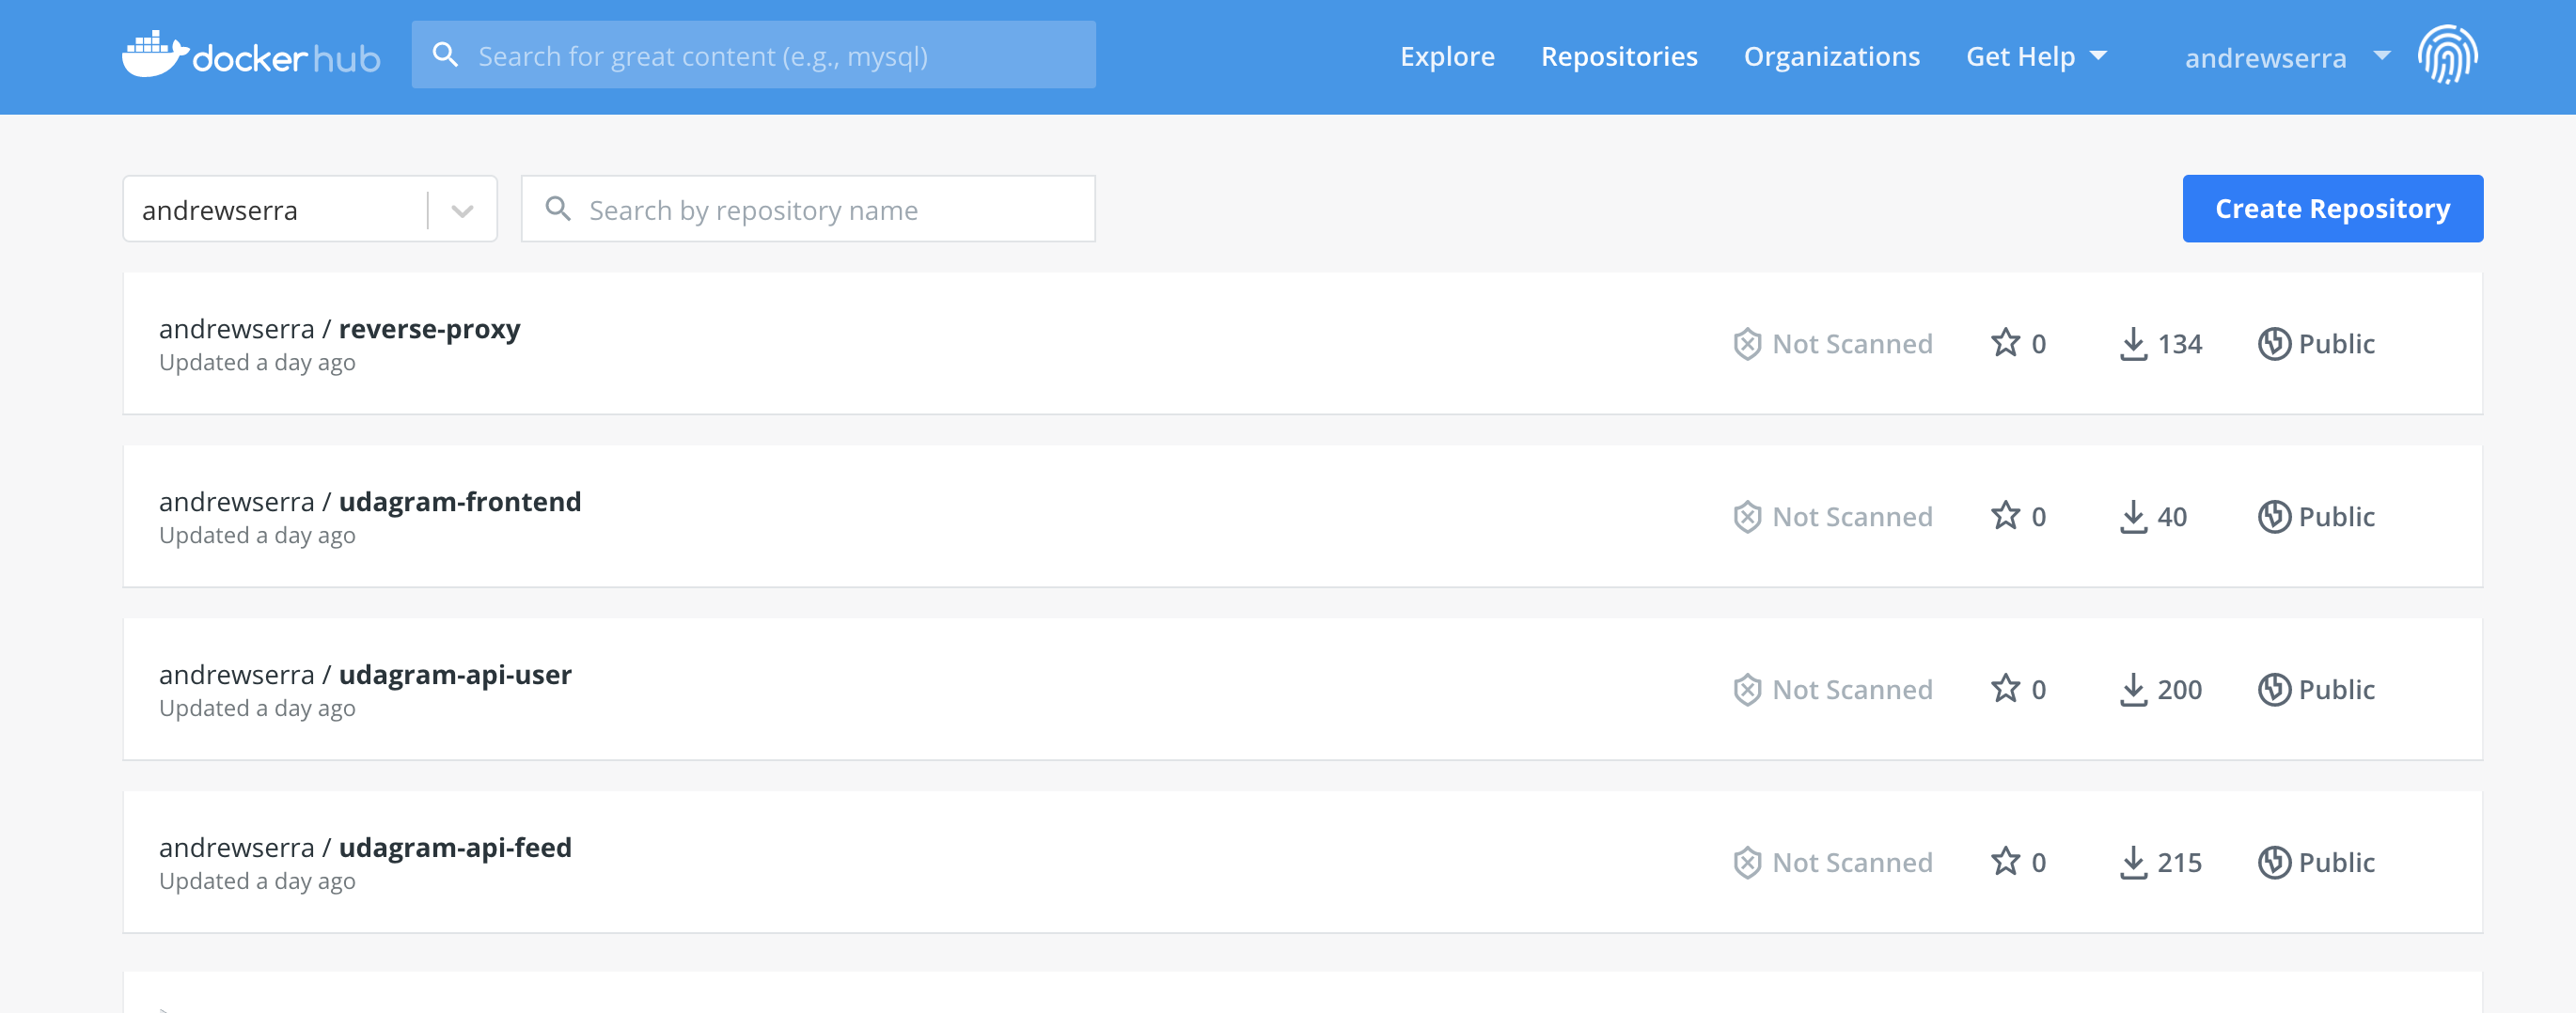 docker hub
Search for great content (e.g., mysql)
Explore
Repositories
Organizations
Get Help
andrewserra
andrewserra
Search by repository name
Create Repository
andrewserra / reverse-proxy
Updated a day ago
Not Scanned
0
134
Public
andrewserra / udagram-frontend
Updated a day ago
Not Scanned
0
40
Public
andrewserra / udagram-api-user
Updated a day ago
Not Scanned
0
200
Public
andrewserra / udagram-api-feed
Updated a day ago
Not Scanned
0
215
Public